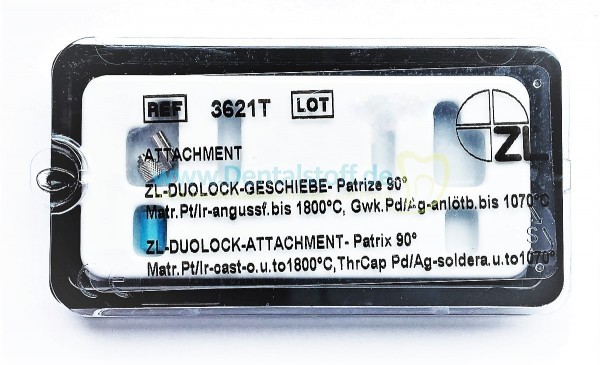 REF 3621T LOT
ZL
ATTACHMENT
www.Dentalstoff.de
ZL-DUOLOCK-GESCHIEBE- Patrize 90°
Matr.Pt/Ir-angussf.bis 1800°C, Gwk.Pd/Ag-anlötb.bis 1070°C
ZL-DUOLOCK-ATTACHMENT- Patrix 90°
Matr.Pt/Ir-cast-o.u.to1800°C,ThrCap Pd/Ag-soldera.u.to1070°